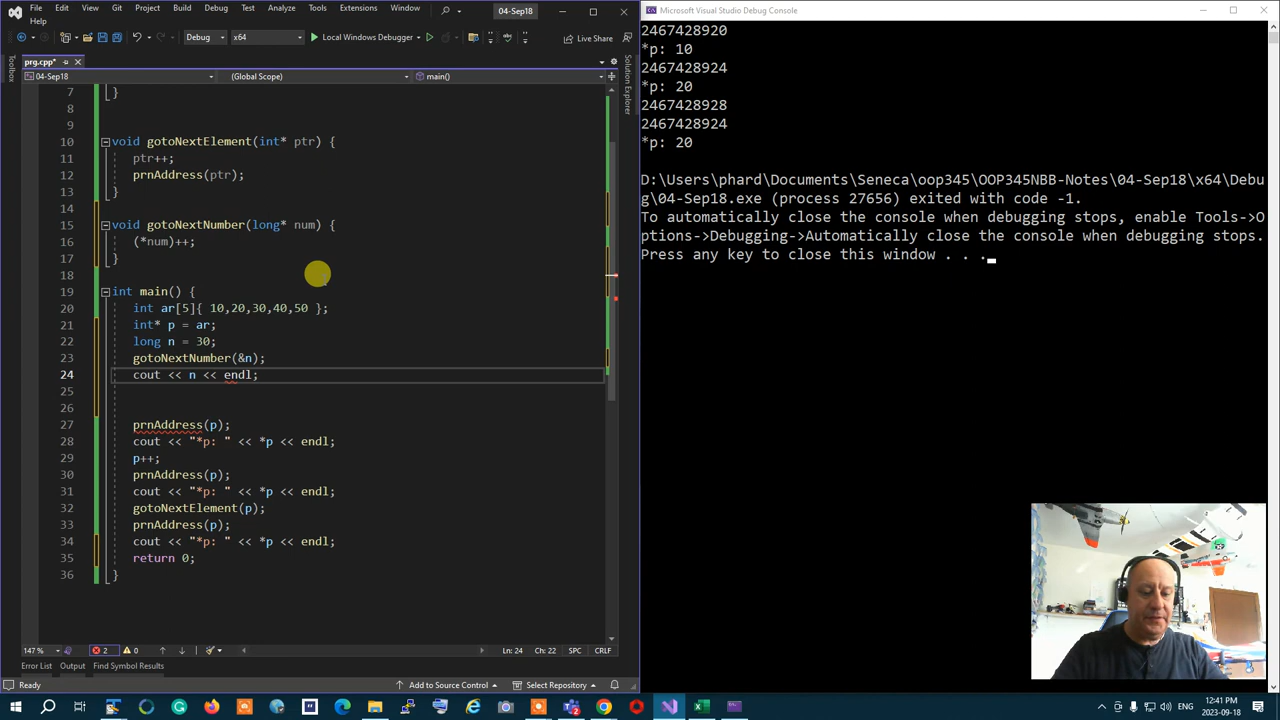 File Edit View Git Project Build Debug Test Analyze Tools Extensions Window 04-Sep18
Help
Debug x64 Local Windows Debugger Live Share
prg.cpp*
04-Sep18 (Global Scope) main()
Toolbox
Solution Explorer
7 }
8
9
10 void gotoNextElement(int* ptr) {
11 ptr++;
12 prnAddress(ptr);
13 }
14
15 void gotoNextNumber(long* num) {
16 (*num)++;
17 }
18
19 int main() {
20 int ar[5]{ 10,20,30,40,50 };
21 int* p = ar;
22 long n = 30;
23 gotoNextNumber(&n);
24 cout << n << endl;
25
26
27 prnAddress(p);
28 cout << "*p: " << *p << endl;
29 p++;
30 prnAddress(p);
31 cout << "*p: " << *p << endl;
32 gotoNextElement(p);
33 prnAddress(p);
34 cout << "*p: " << *p << endl;
35 return 0;
36 }
147 % 2 0 Ln: 24 Ch: 22 SPC CRLF
Error List Output Find Symbol Results
Ready Add to Source Control Select Repository
Microsoft Visual Studio Debug Console
2467428920
*p: 10
2467428924
*p: 20
2467428928
2467428924
*p: 20
D:\Users\phard\Documents\Seneca\oop345\OOP345NBB-Notes\04-Sep18\x64\Debu
g\04-Sep18.exe (process 27656) exited with code -1.
To automatically close the console when debugging stops, enable Tools->O
ptions->Debugging->Automatically close the console when debugging stops.
Press any key to close this window . . .
ENG 12:41 PM
2023-09-18